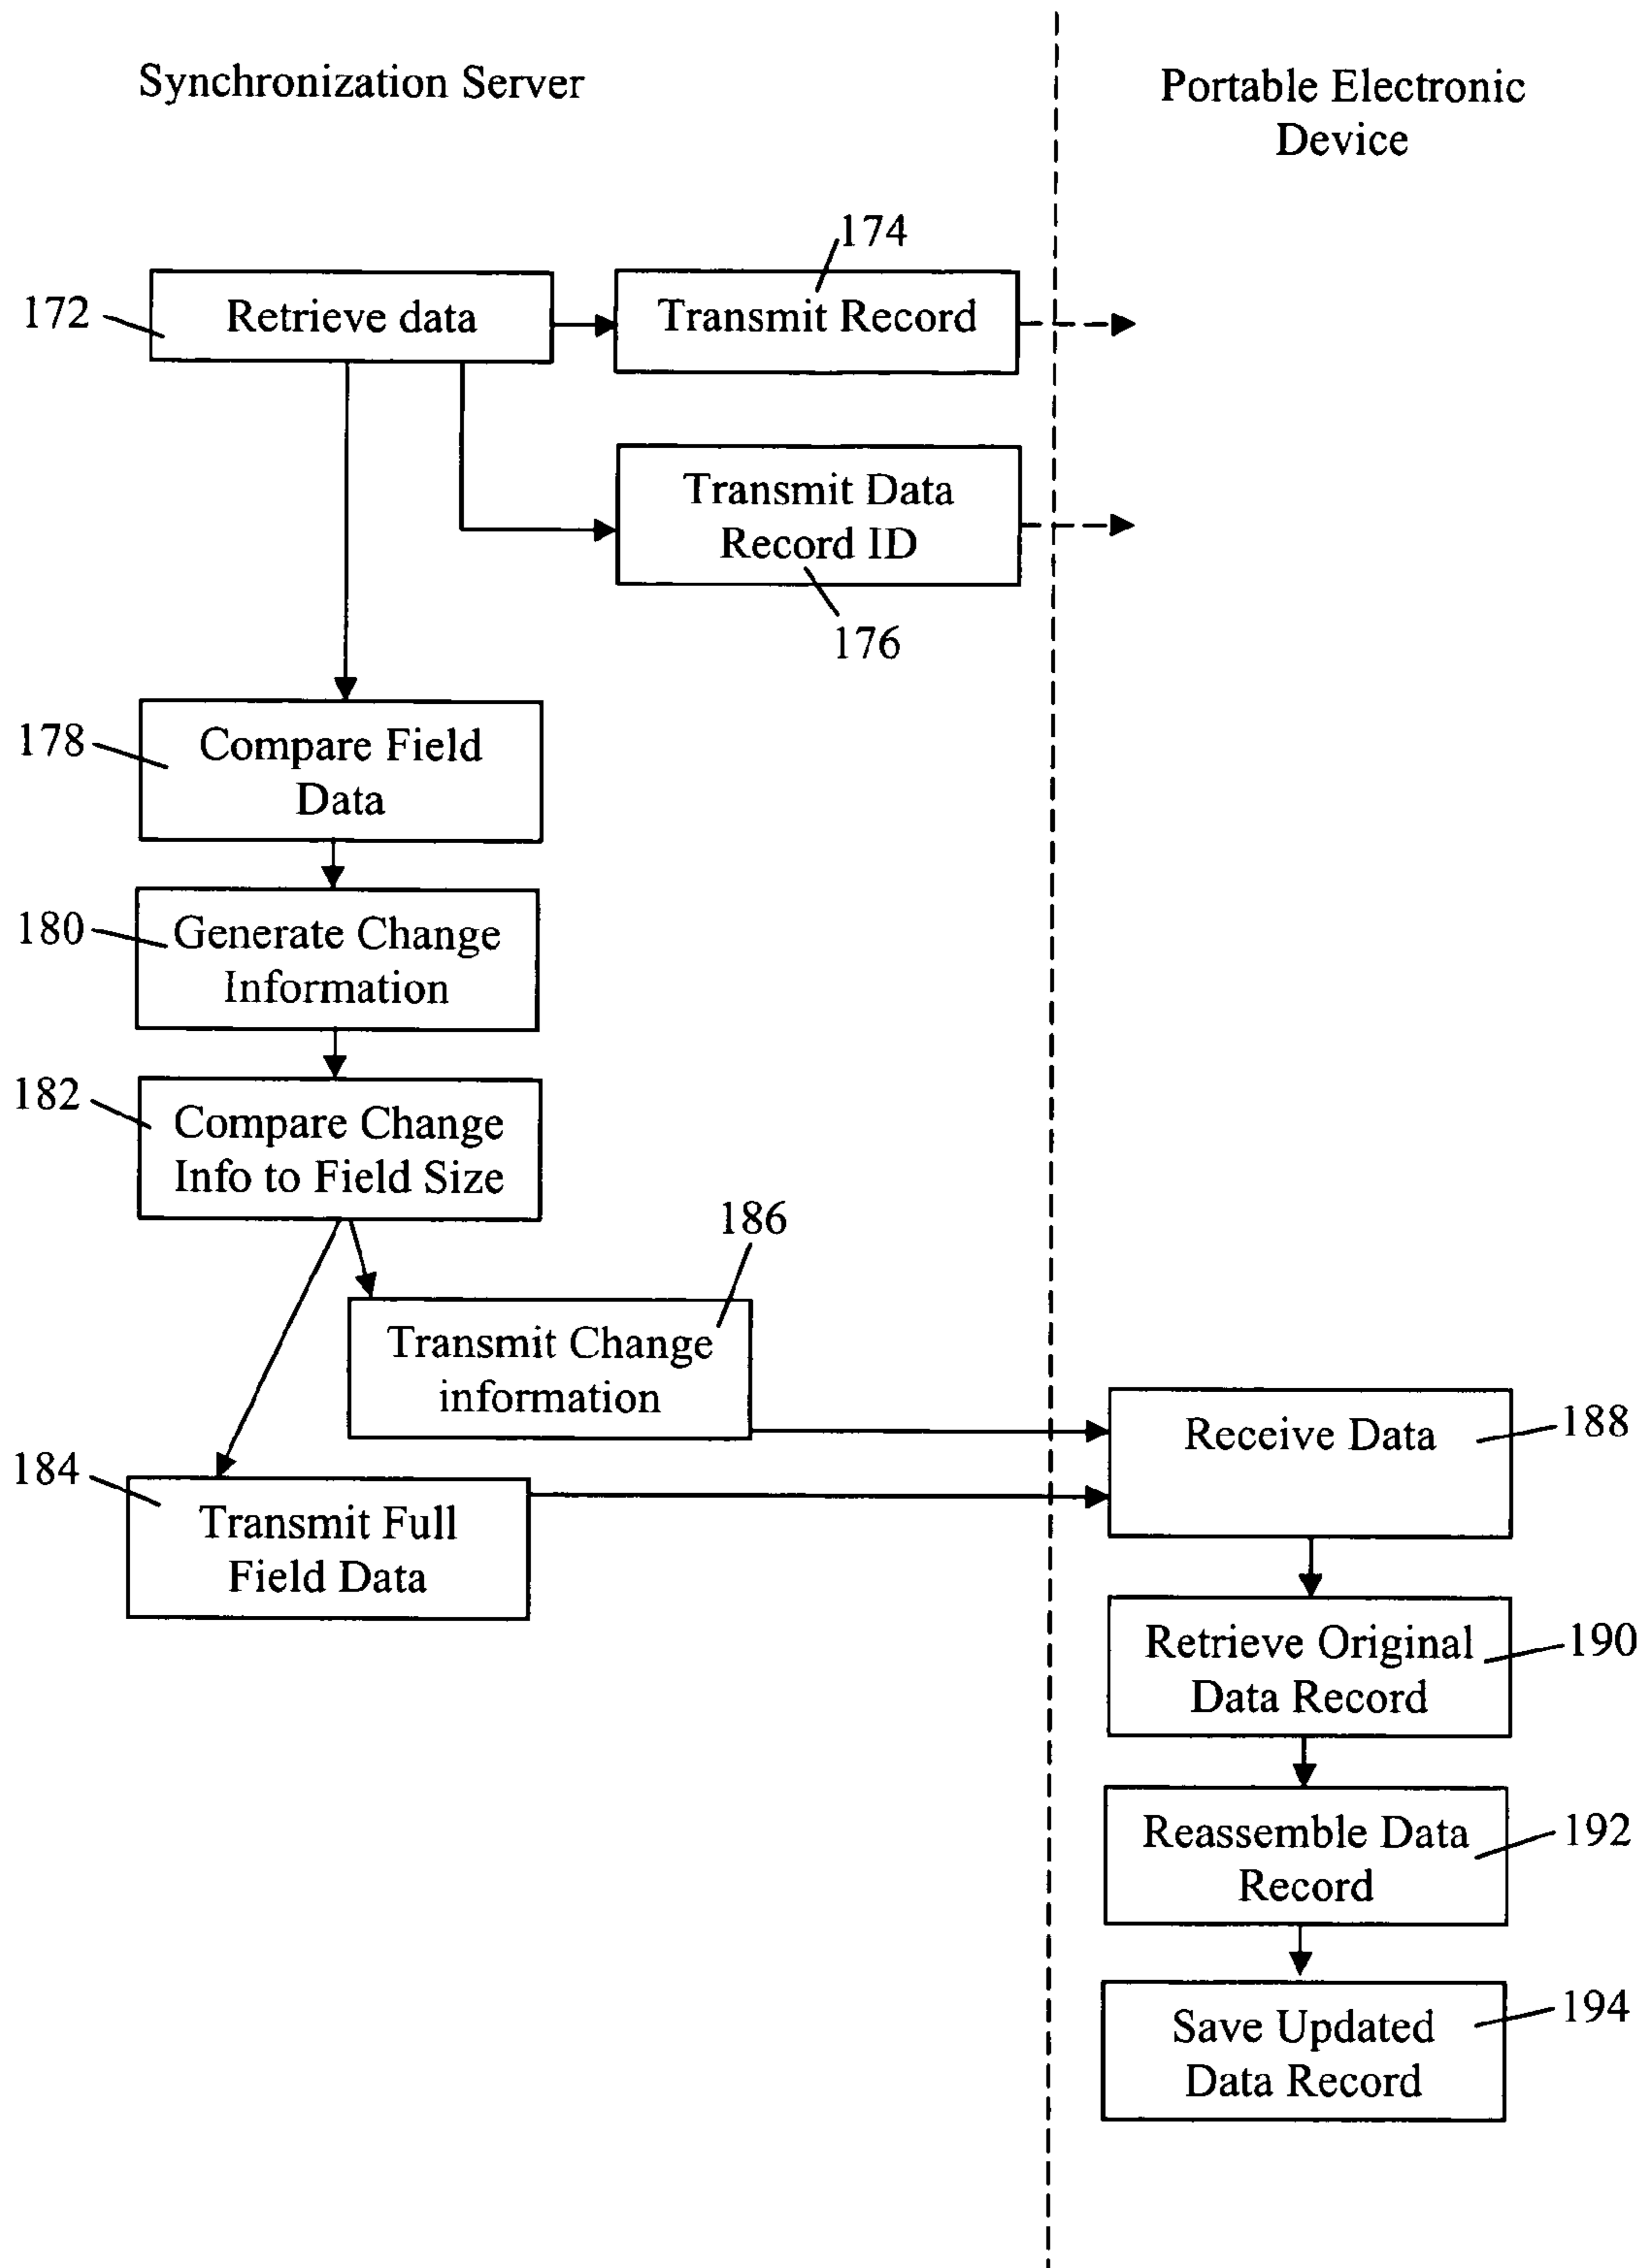 Synchronization Server
Portable Electronic
Device
174
172
Retrieve data
Transmit Record
Transmit Data
Record ID
176
178
Compare Field
Data
180
Generate Change
Information
182
Compare Change
Info to Field Size
186
Transmit Change
information
184
Transmit Full
Field Data
Receive Data
188
Retrieve Original
Data Record
190
Reassemble Data
Record
192
Save Updated
Data Record
194